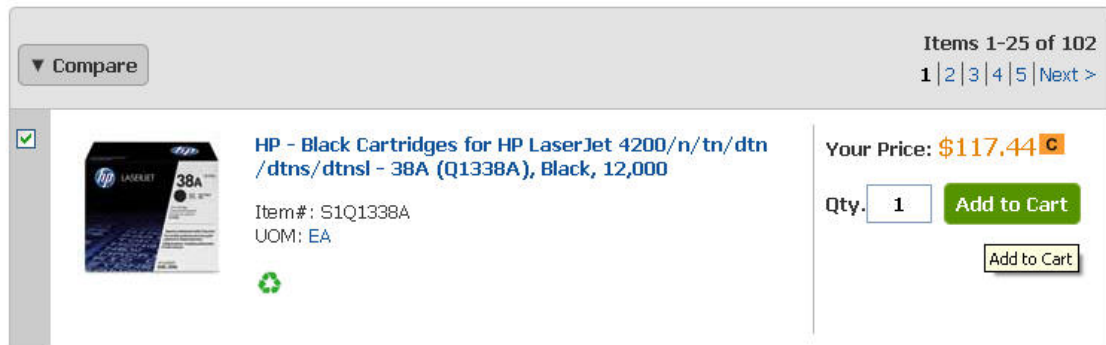 ▼ Compare
Items 1-25 of 102
1|2|3|4|5|Next >
HP - Black Cartridges for HP LaserJet 4200/n/tn/dtn
/dtns/dtnsl - 38A (Q1338A), Black, 12,000
Item#: S1Q1338A
UOM: EA
hp
hp LASERJET
38A
Your Price: $117.44 C
Qty. 1 Add to Cart
Add to Cart